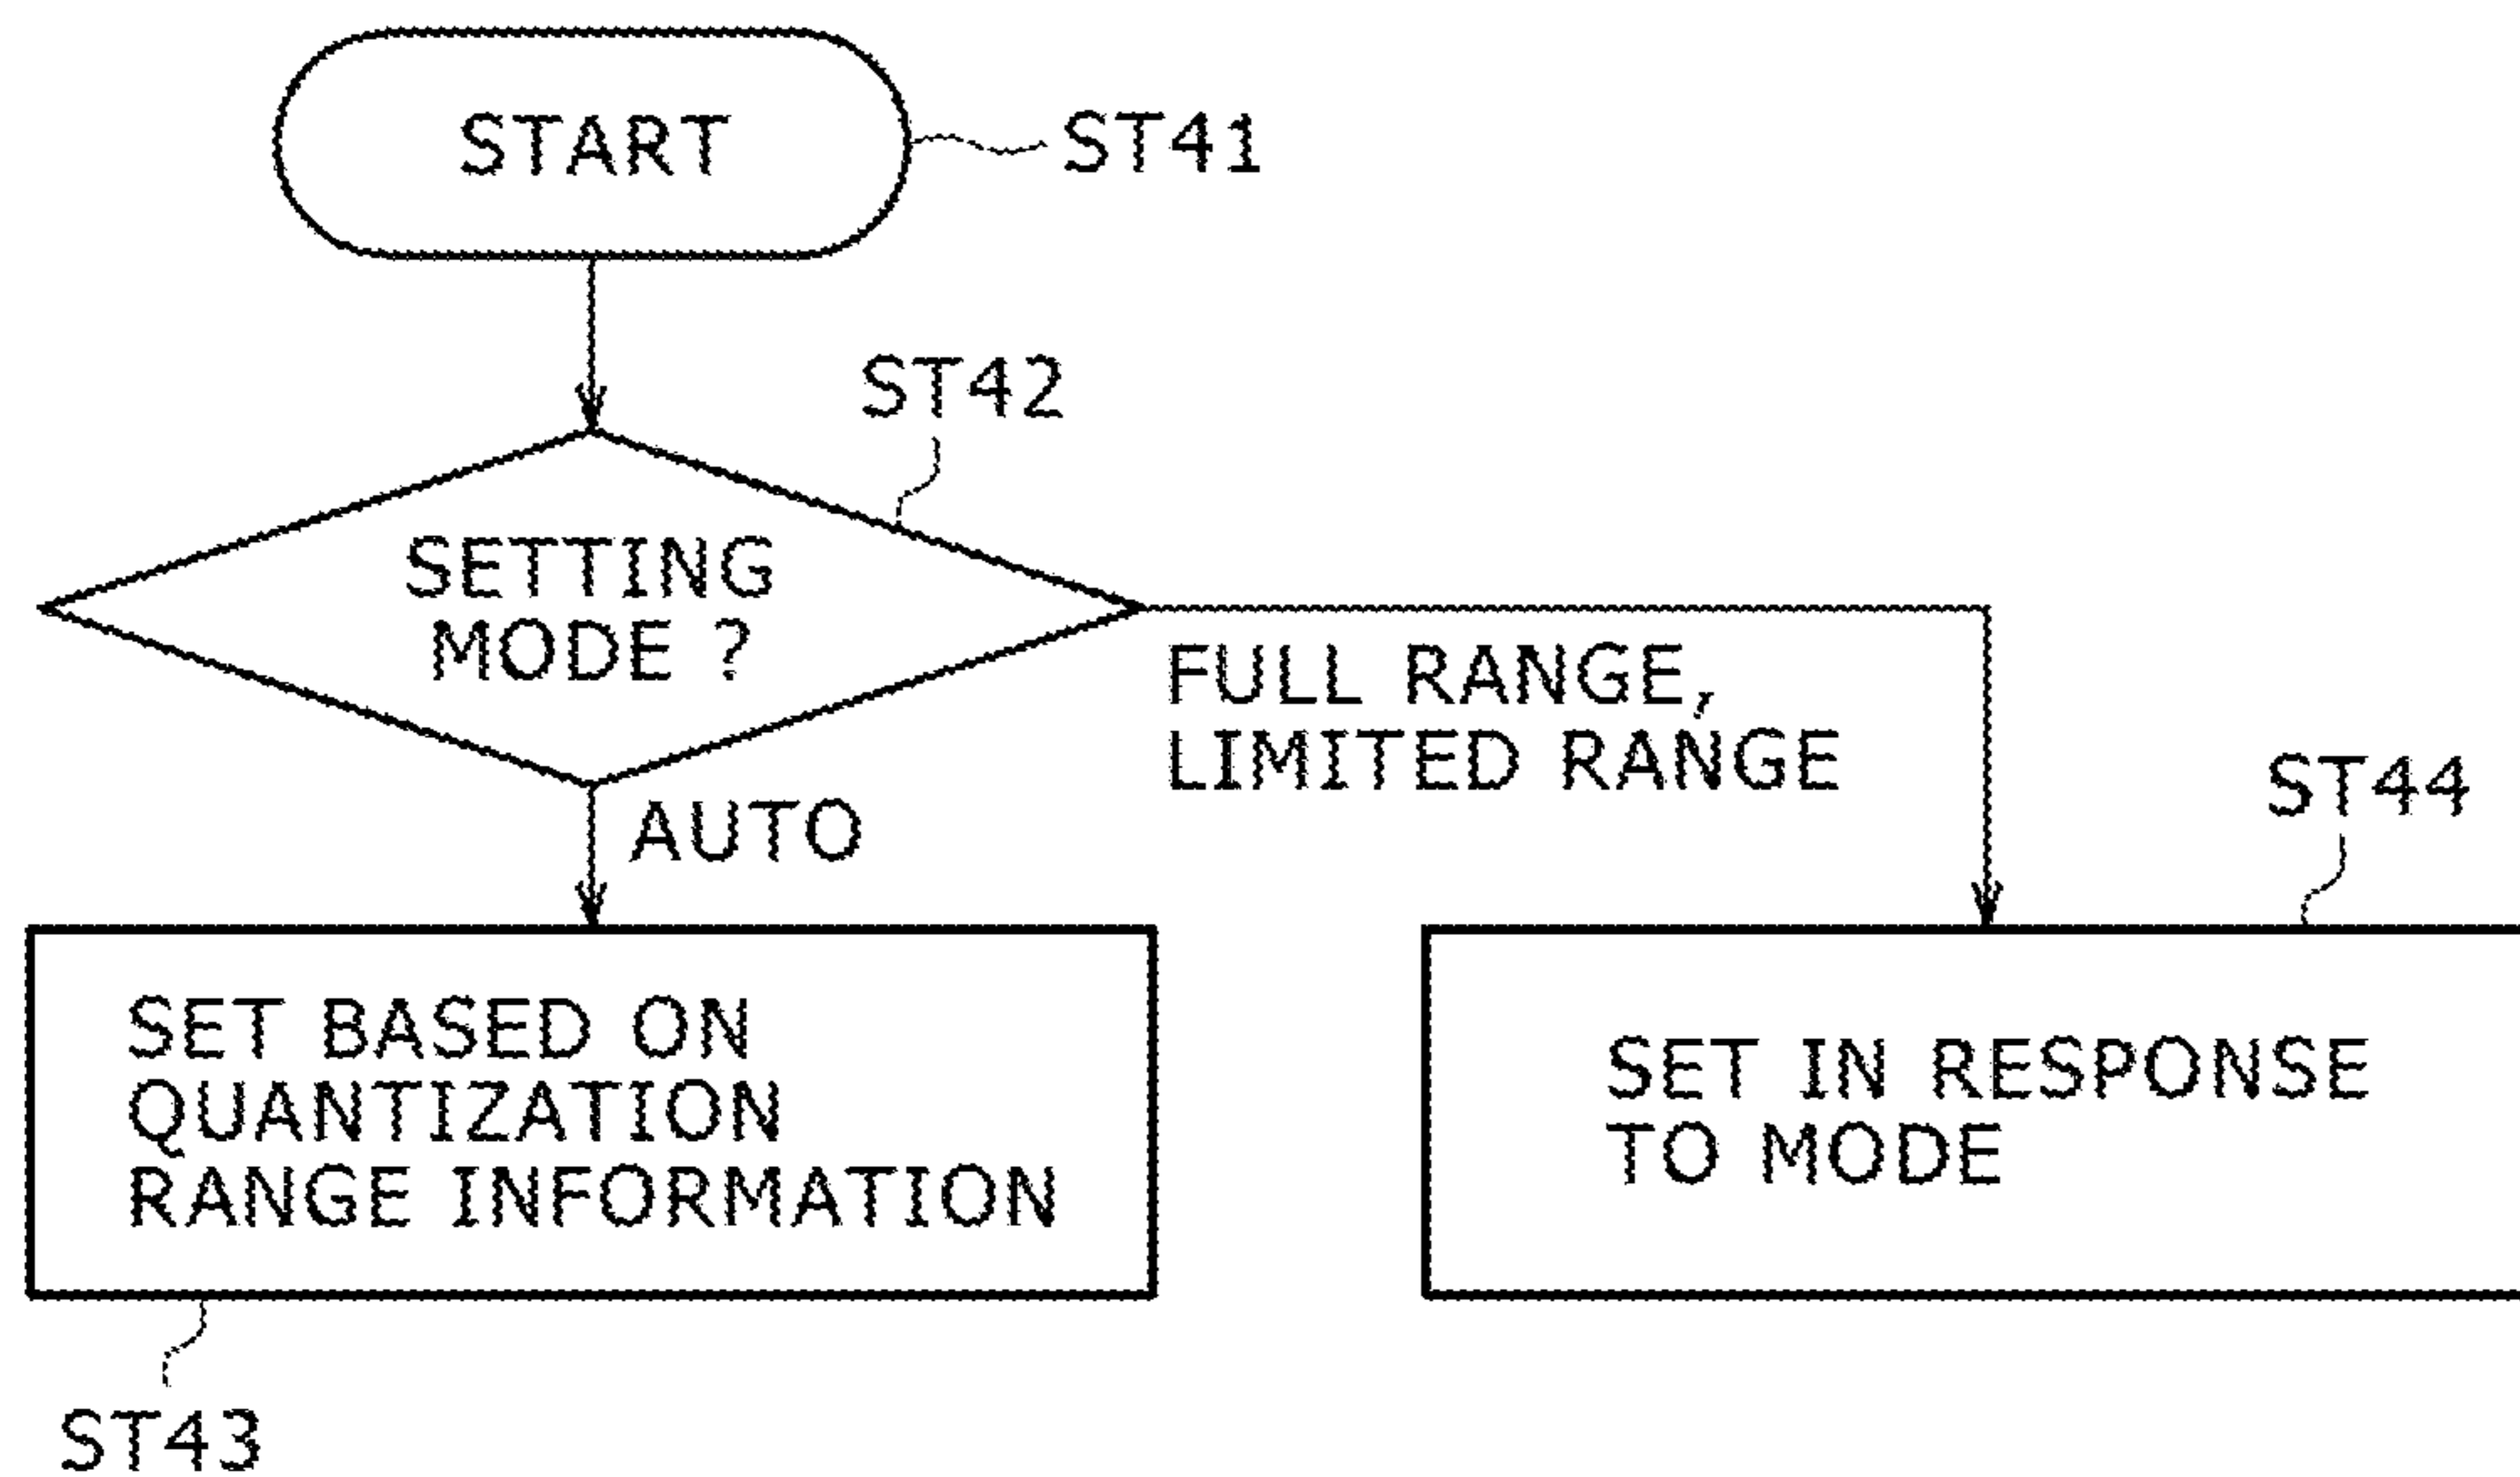 START
ST41
ST42
SETTING
MODE ?
FULL RANGE,
LIMITED RANGE
AUTO
ST44
SET BASED ON
QUANTIZATION
RANGE INFORMATION
SET IN RESPONSE
TO MODE
ST43